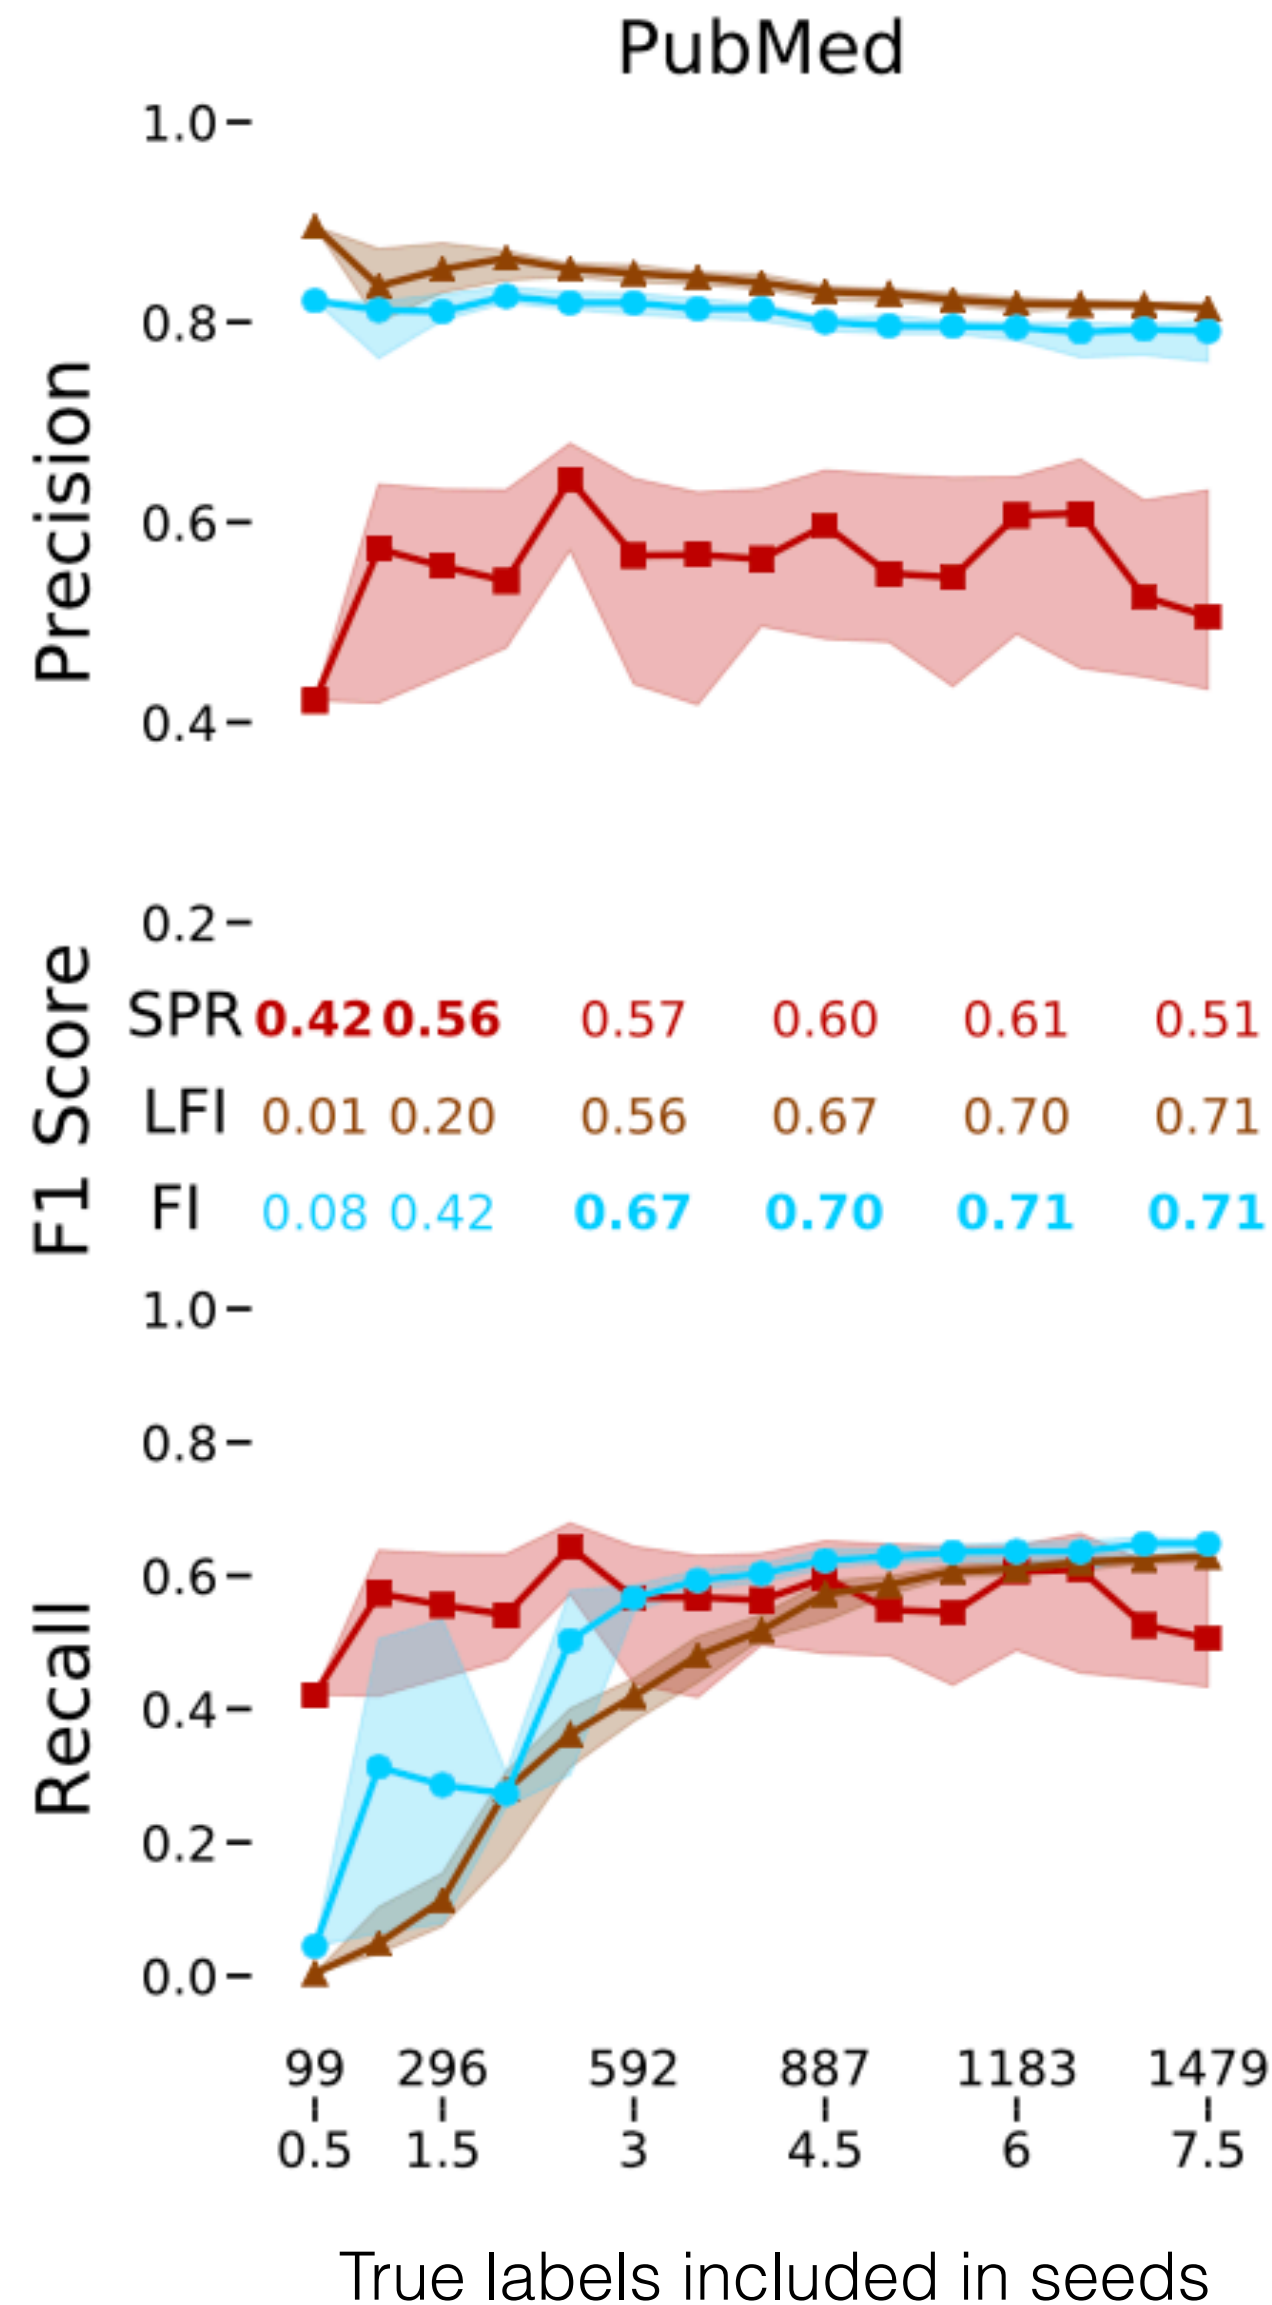 PubMed
1.0
0.8
Precision
0.6
0.4
0.2
F1 Score
SPR 0.42 0.56 0.57 0.60 0.61 0.51
LFI 0.01 0.20 0.56 0.67 0.70 0.71
FI 0.08 0.42 0.67 0.70 0.71 0.71
1.0
0.8
0.6
Recall
0.4
0.2
0.0
99 296 592 887 1183 1479
0.5 1.5 3 4.5 6 7.5
True labels included in seeds